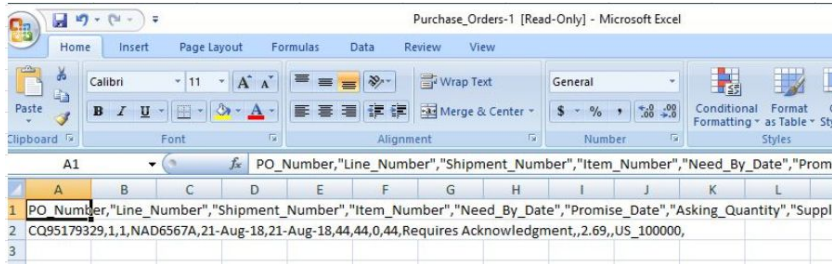 Purchase_Orders-1 [Read-Only] - Microsoft Excel
Home Insert Page Layout Formulas Data Review View
Calibri 11 A A Wrap Text General
Paste B I U A Merge & Center $ % , Conditional Formatting Format as Table
Clipboard Font Alignment Number Styles
A1 fx PO_Number,"Line_Number","Shipment_Number","Item_Number","Need_By_Date","Prom
A B C D E F G H I J K L
1 PO_Number,"Line_Number","Shipment_Number","Item_Number","Need_By_Date","Promise_Date","Asking_Quantity","Suppl
2 CQ95179329,1,1,NAD6567A,21-Aug-18,21-Aug-18,44,44,0,44,Requires Acknowledgment,,2.69,,US_100000,
3